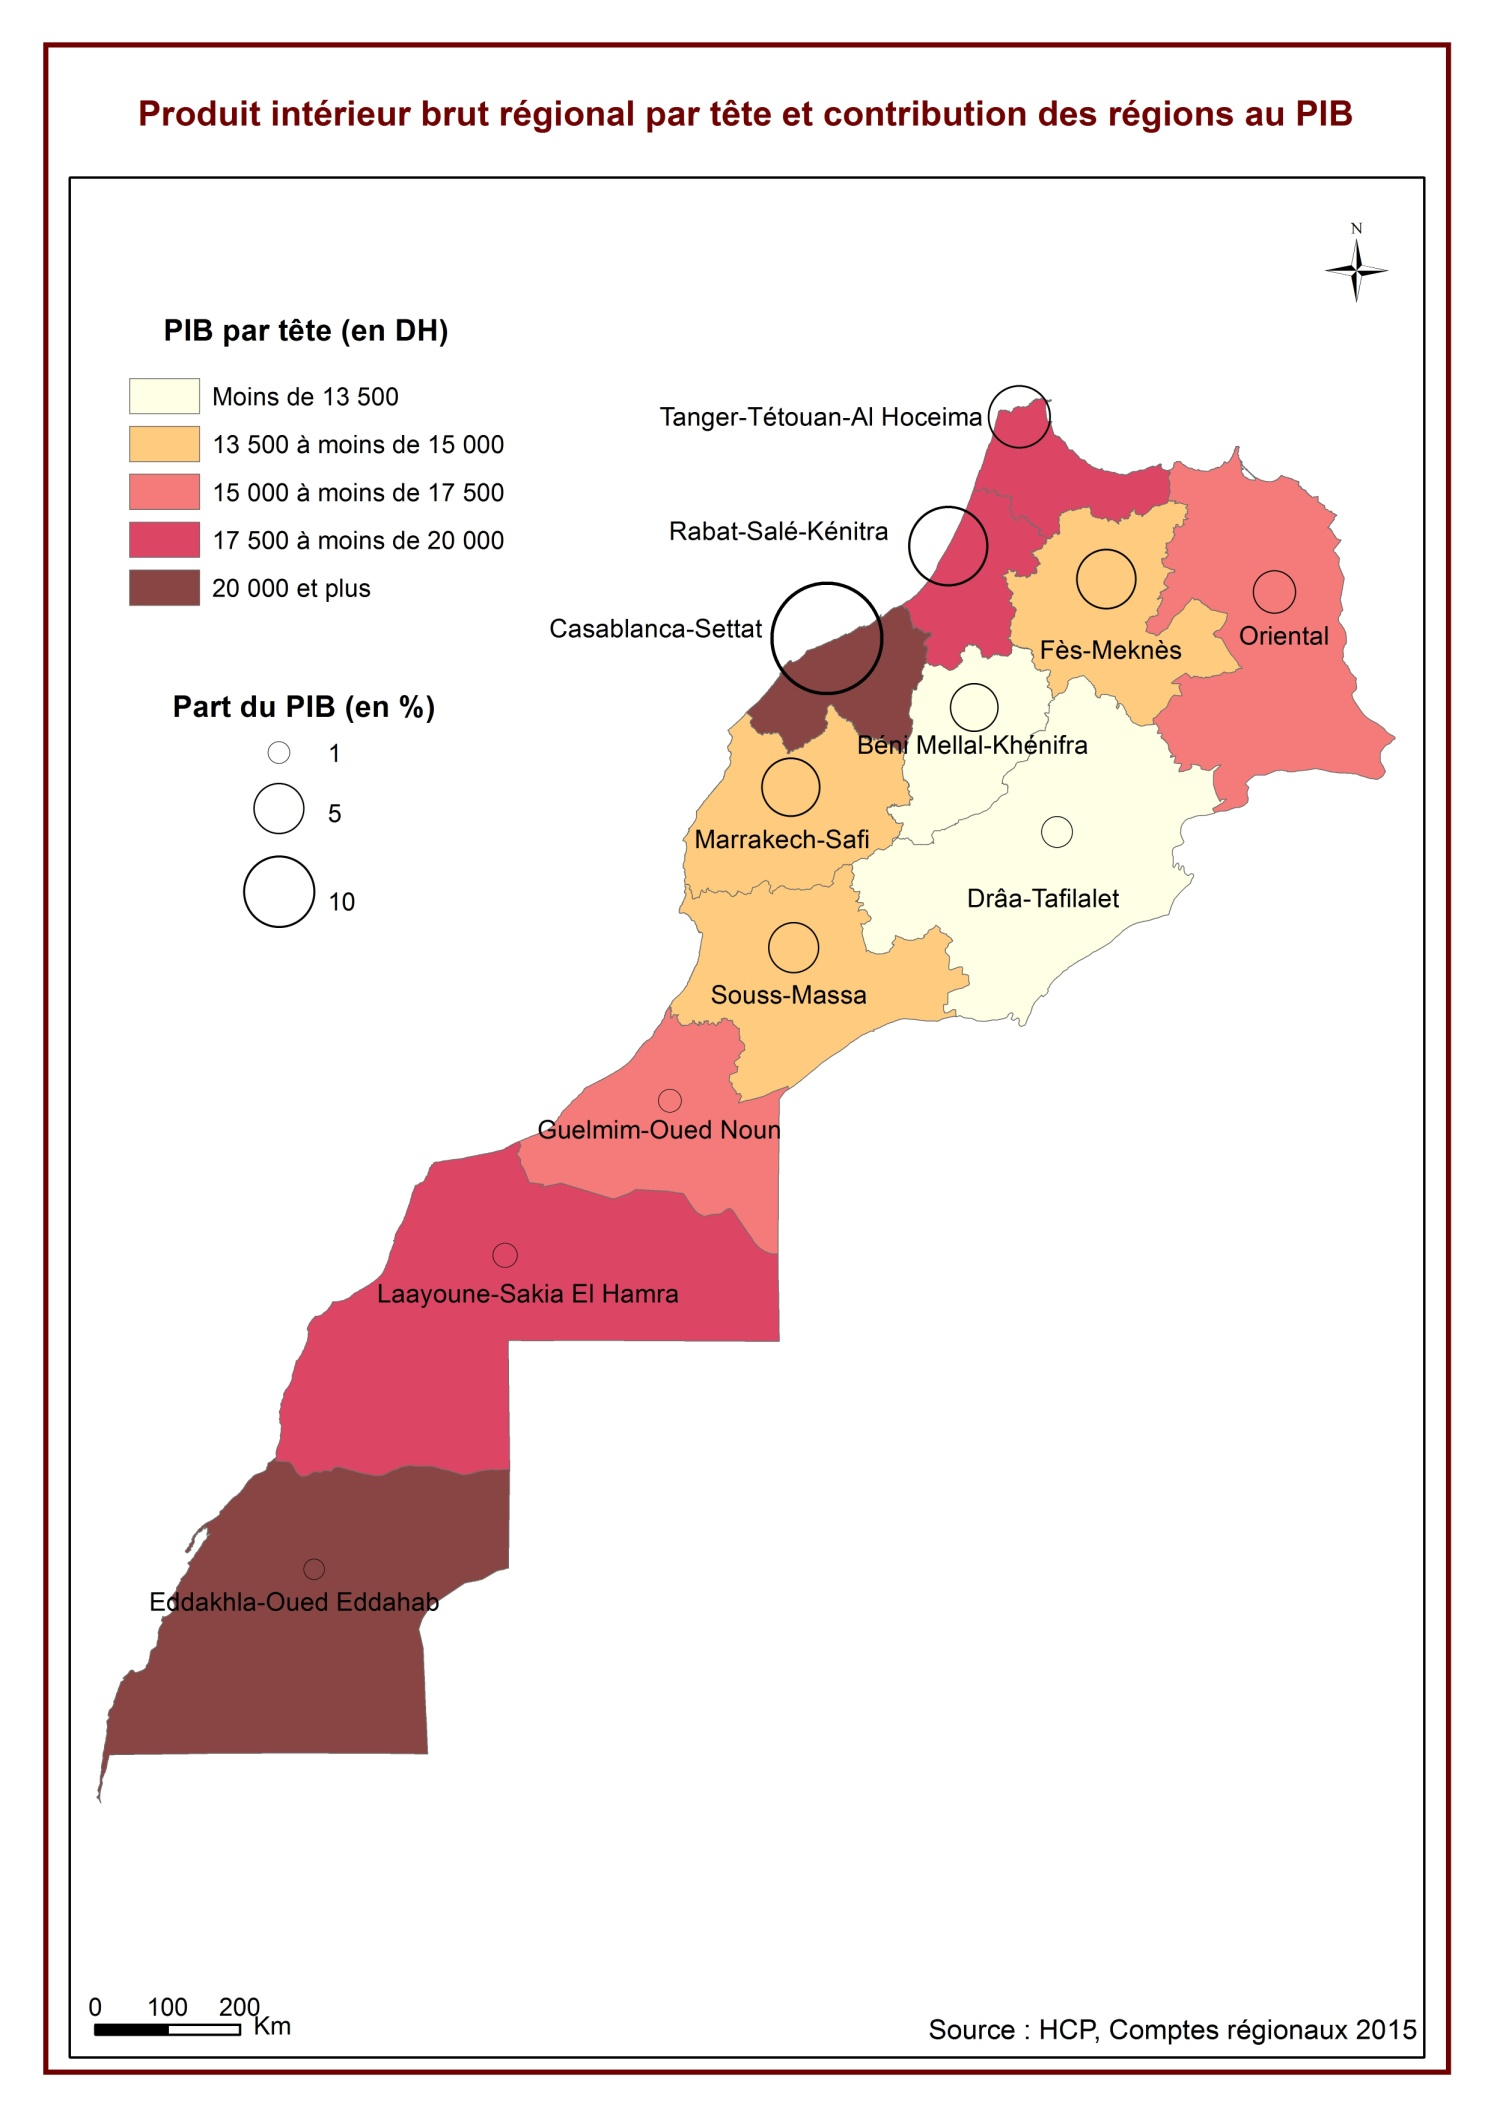 Produit intérieur brut régional par tête et contribution des régions au PIB
N
PIB par tête (en DH)
Moins de 13 500
13 500 à moins de 15 000
15 000 à moins de 17 500
17 500 à moins de 20 000
20 000 et plus
Part du PIB (en %)
1
5
10
Tanger-Tétouan-Al Hoceima
Rabat-Salé-Kénitra
Casablanca-Settat
Fès-Meknès
Oriental
Béni Mellal-Khénifra
Marrakech-Safi
Drâa-Tafilalet
Souss-Massa
Guelmim-Oued Noun
Laayoune-Sakia El Hamra
Eddakhla-Oued Eddahab
0 100 200
Km
Source : HCP, Comptes régionaux 2015